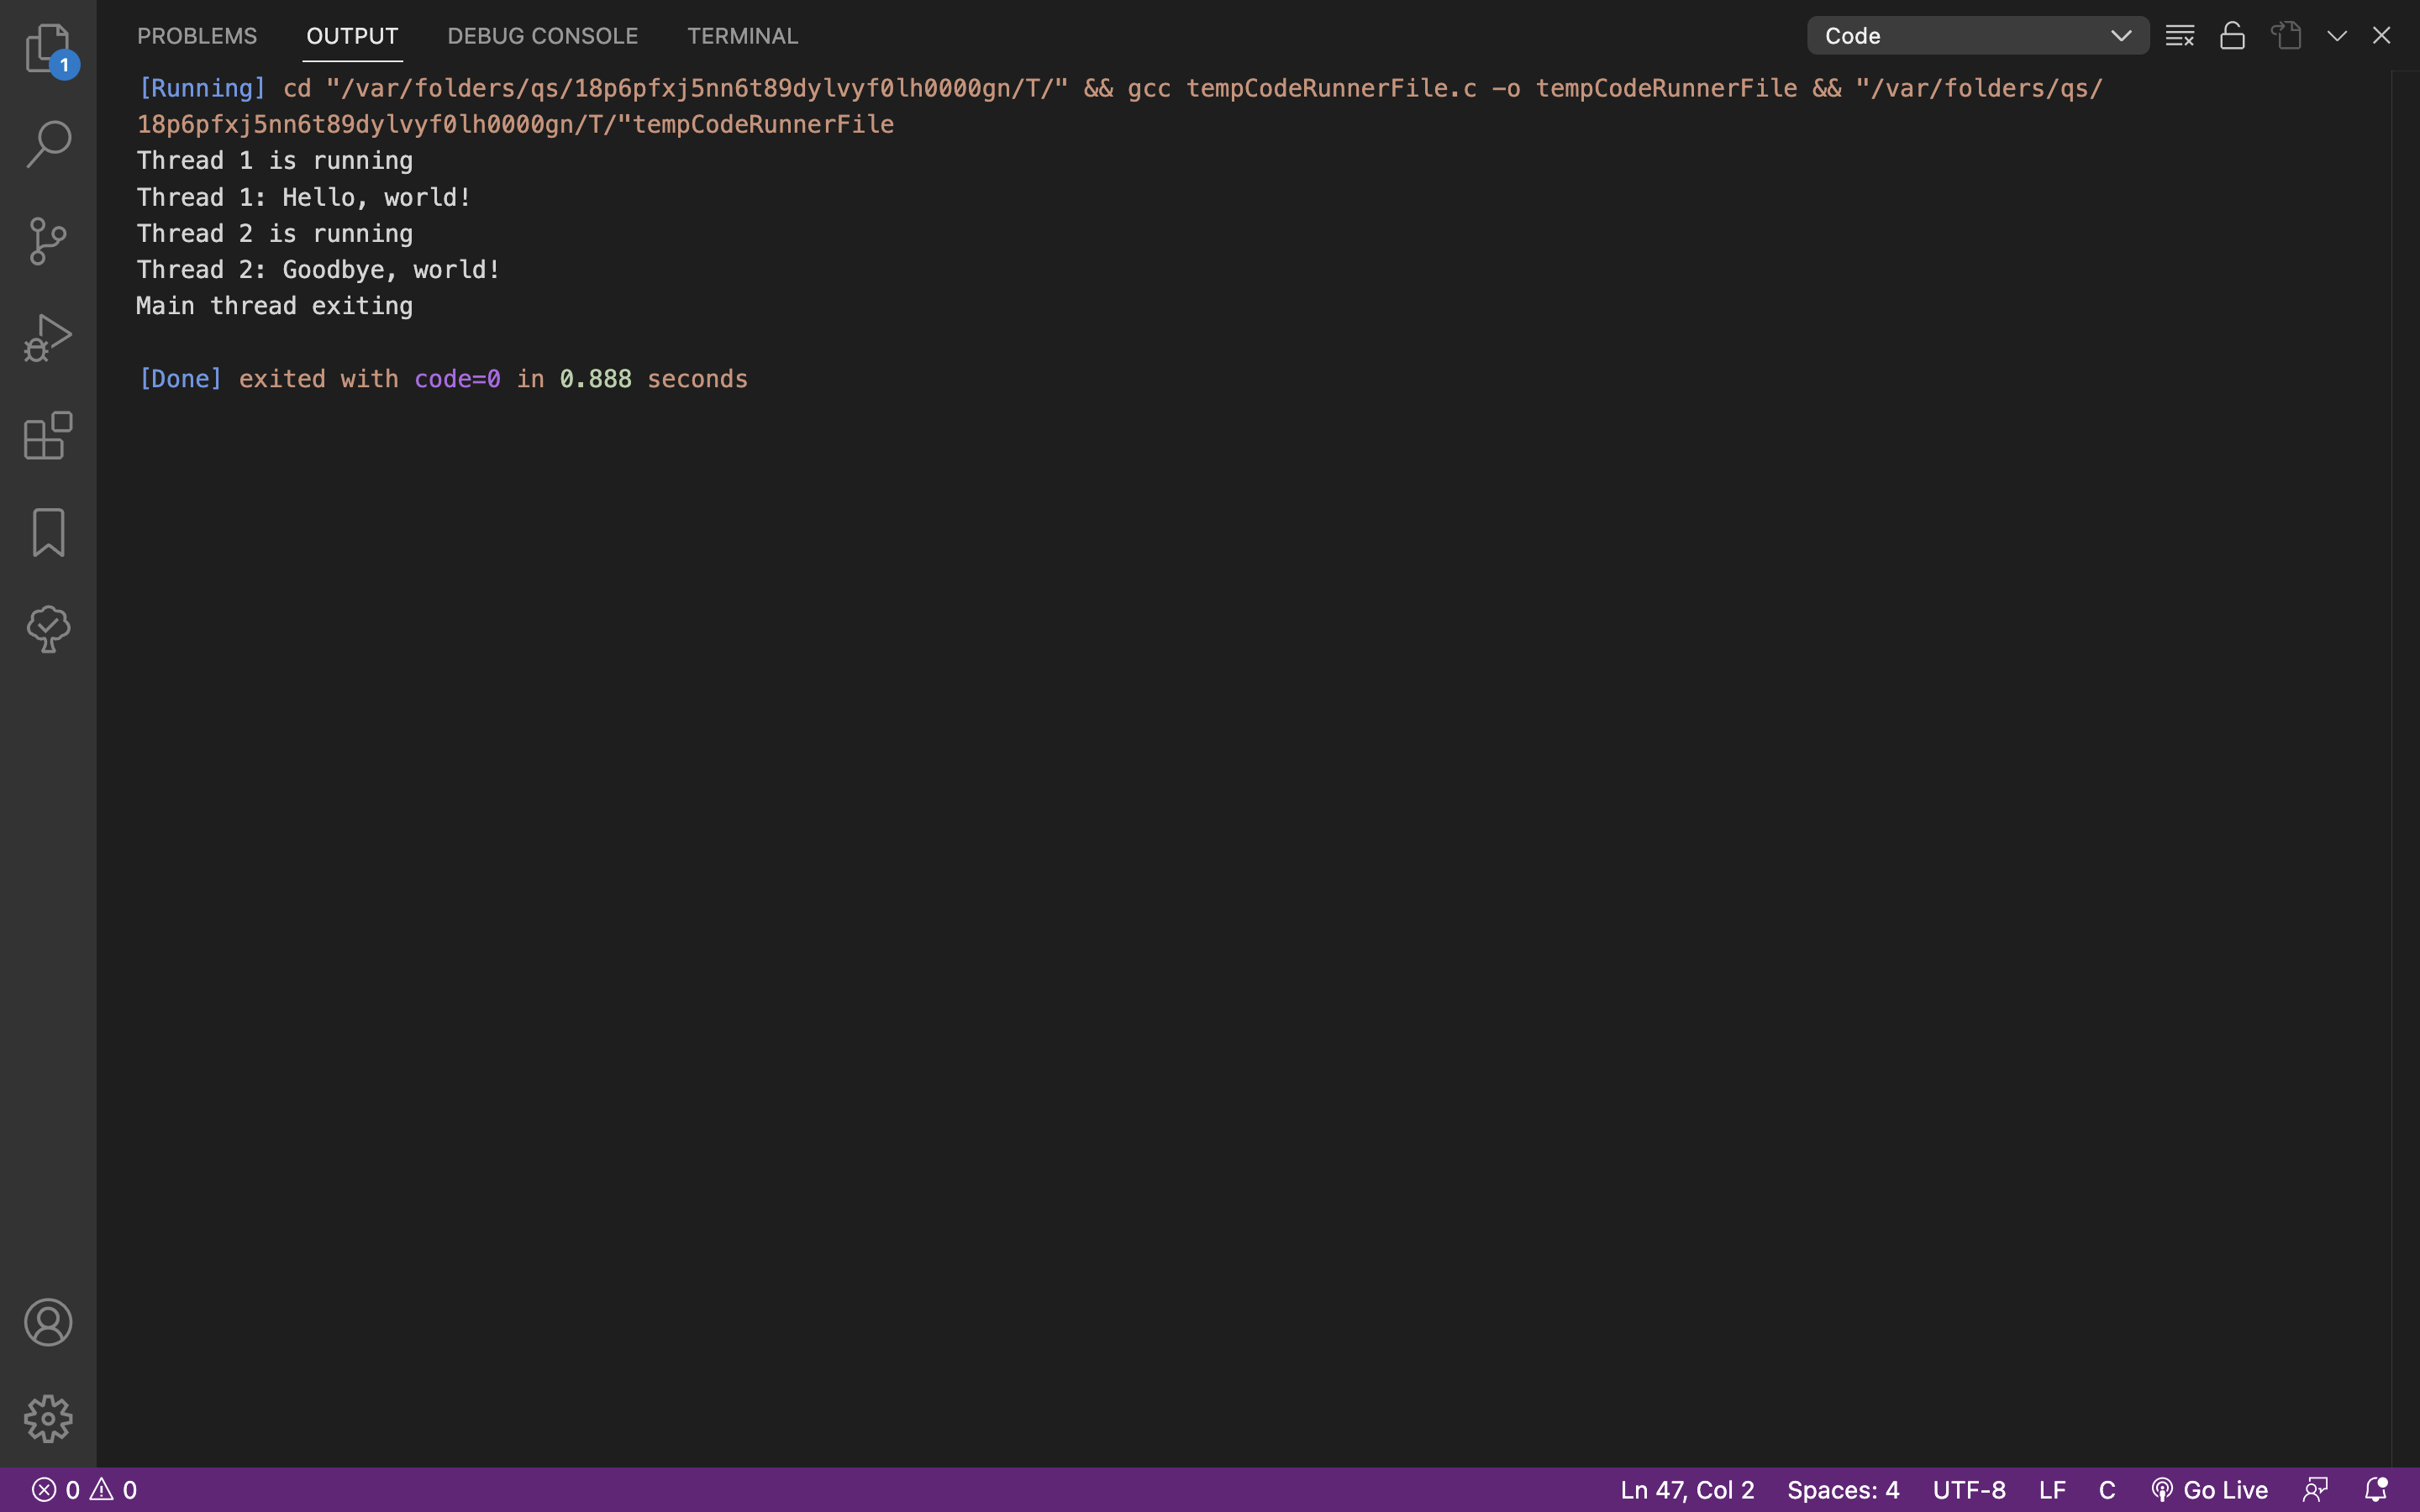 PROBLEMS OUTPUT DEBUG CONSOLE TERMINAL Code
1
[Running] cd "/var/folders/qs/18p6pfxj5nn6t89dylvyf0lh0000gn/T/" && gcc tempCodeRunnerFile.c -o tempCodeRunnerFile && "/var/folders/qs/
18p6pfxj5nn6t89dylvyf0lh0000gn/T/"tempCodeRunnerFile
Thread 1 is running
Thread 1: Hello, world!
Thread 2 is running
Thread 2: Goodbye, world!
Main thread exiting
[Done] exited with code=0 in 0.888 seconds
0 0 Ln 47, Col 2 Spaces: 4 UTF-8 LF C Go Live